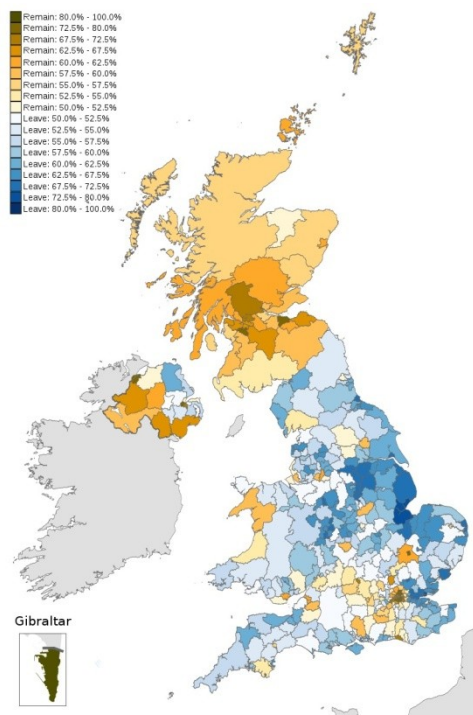 Remain: 80.0% - 100.0%
Remain: 72.5% - 80.0%
Remain: 67.5% - 72.5%
Remain: 62.5% - 67.5%
Remain: 60.0% - 62.5%
Remain: 57.5% - 60.0%
Remain: 55.0% - 57.5%
Remain: 52.5% - 55.0%
Remain: 50.0% - 52.5%
Leave: 50.0% - 52.5%
Leave: 52.5% - 55.0%
Leave: 55.0% - 57.5%
Leave: 57.5% - 60.0%
Leave: 60.0% - 62.5%
Leave: 62.5% - 67.5%
Leave: 67.5% - 72.5%
Leave: 72.5% - 80.0%
Leave: 80.0% - 100.0%
Gibraltar